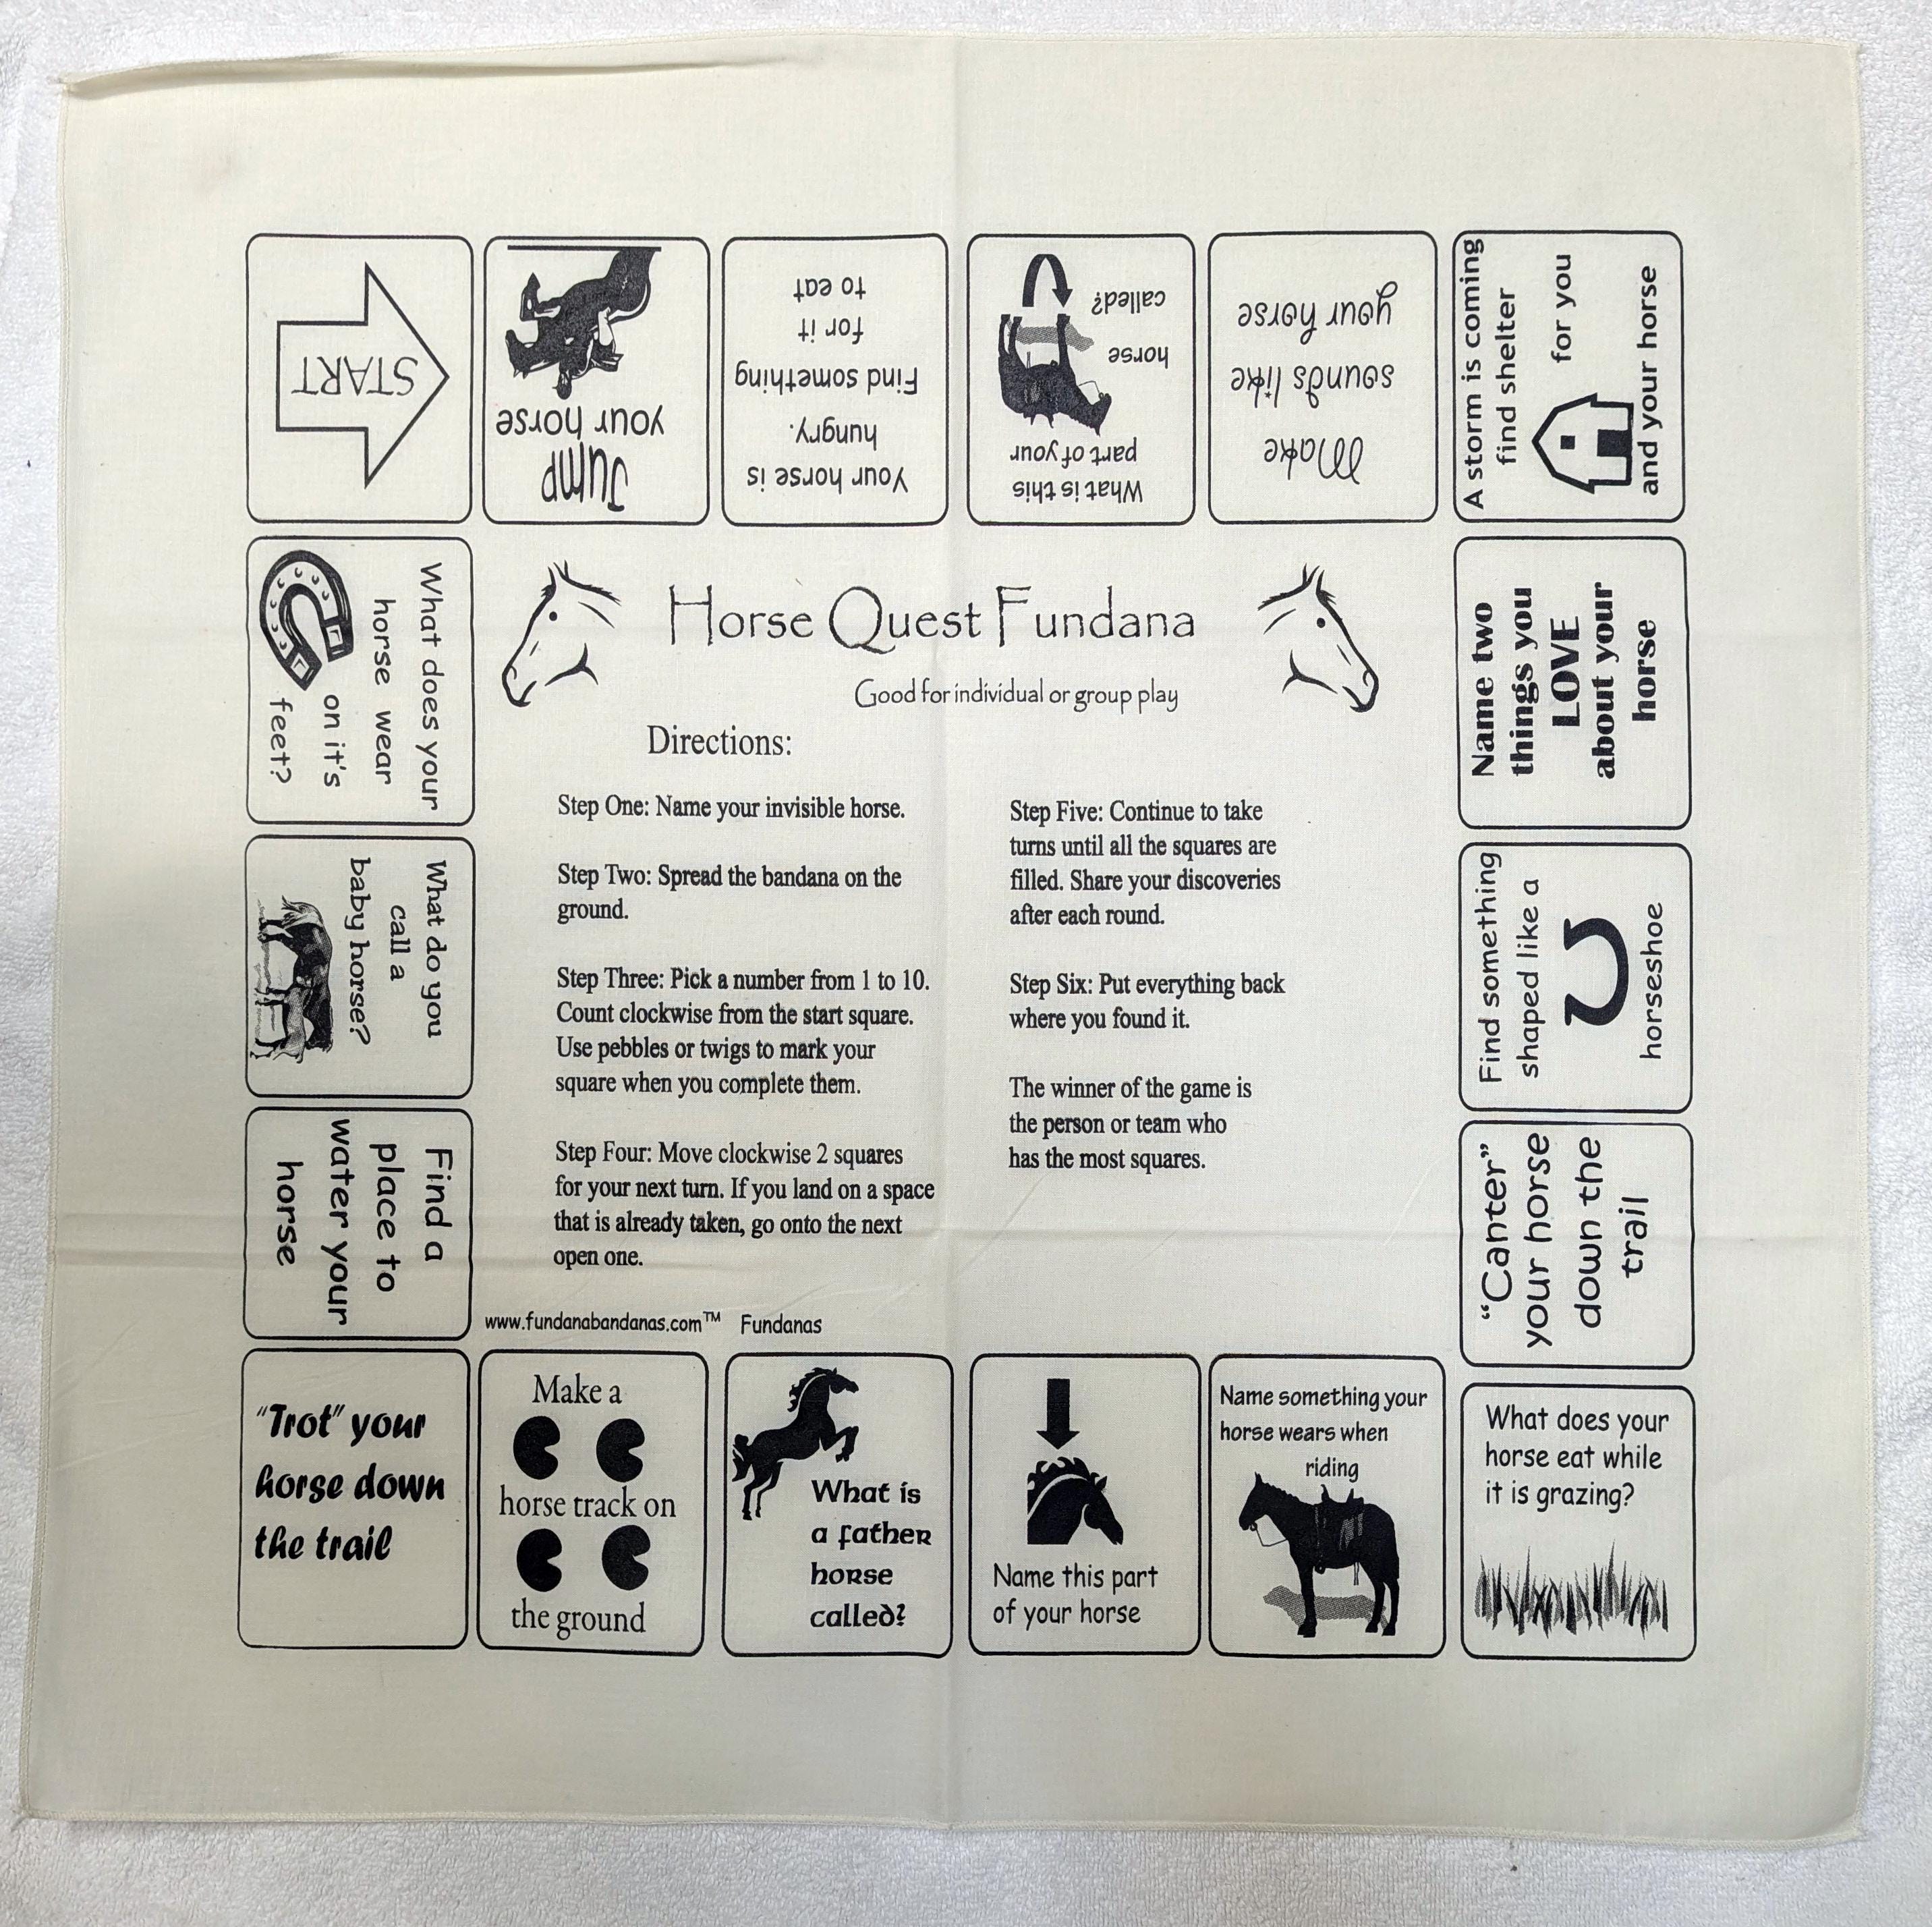 START
Jump
your horse
Your horse is
hungry.
Find something
for it
to eat
What is this
part of your
horse
called?
Make
sounds like
your horse
A storm is coming
find shelter
for you
and your horse
Name two
things you
LOVE
about your
horse
Find something
shaped like a
horseshoe
"Canter"
your horse
down the
trail
What does your
horse eat while
it is grazing?
Name something your
horse wears when
riding
Name this part
of your horse
What is
a father
horse
called?
Make a
horse track on
the ground
"Trot" your
horse down
the trail
Find a
place to
water your
horse
What do you
call a
baby horse?
What does your
horse wear
on it's
feet?
Horse Quest Fundana
Good for individual or group play
Directions:
Step One: Name your invisible horse.
Step Two: Spread the bandana on the
ground.
Step Three: Pick a number from 1 to 10.
Count clockwise from the start square.
Use pebbles or twigs to mark your
square when you complete them.
Step Four: Move clockwise 2 squares
for your next turn. If you land on a space
that is already taken, go onto the next
open one.
Step Five: Continue to take
turns until all the squares are
filled. Share your discoveries
after each round.
Step Six: Put everything back
where you found it.
The winner of the game is
the person or team who
has the most squares.
www.fundanabandanas.com™ Fundanas